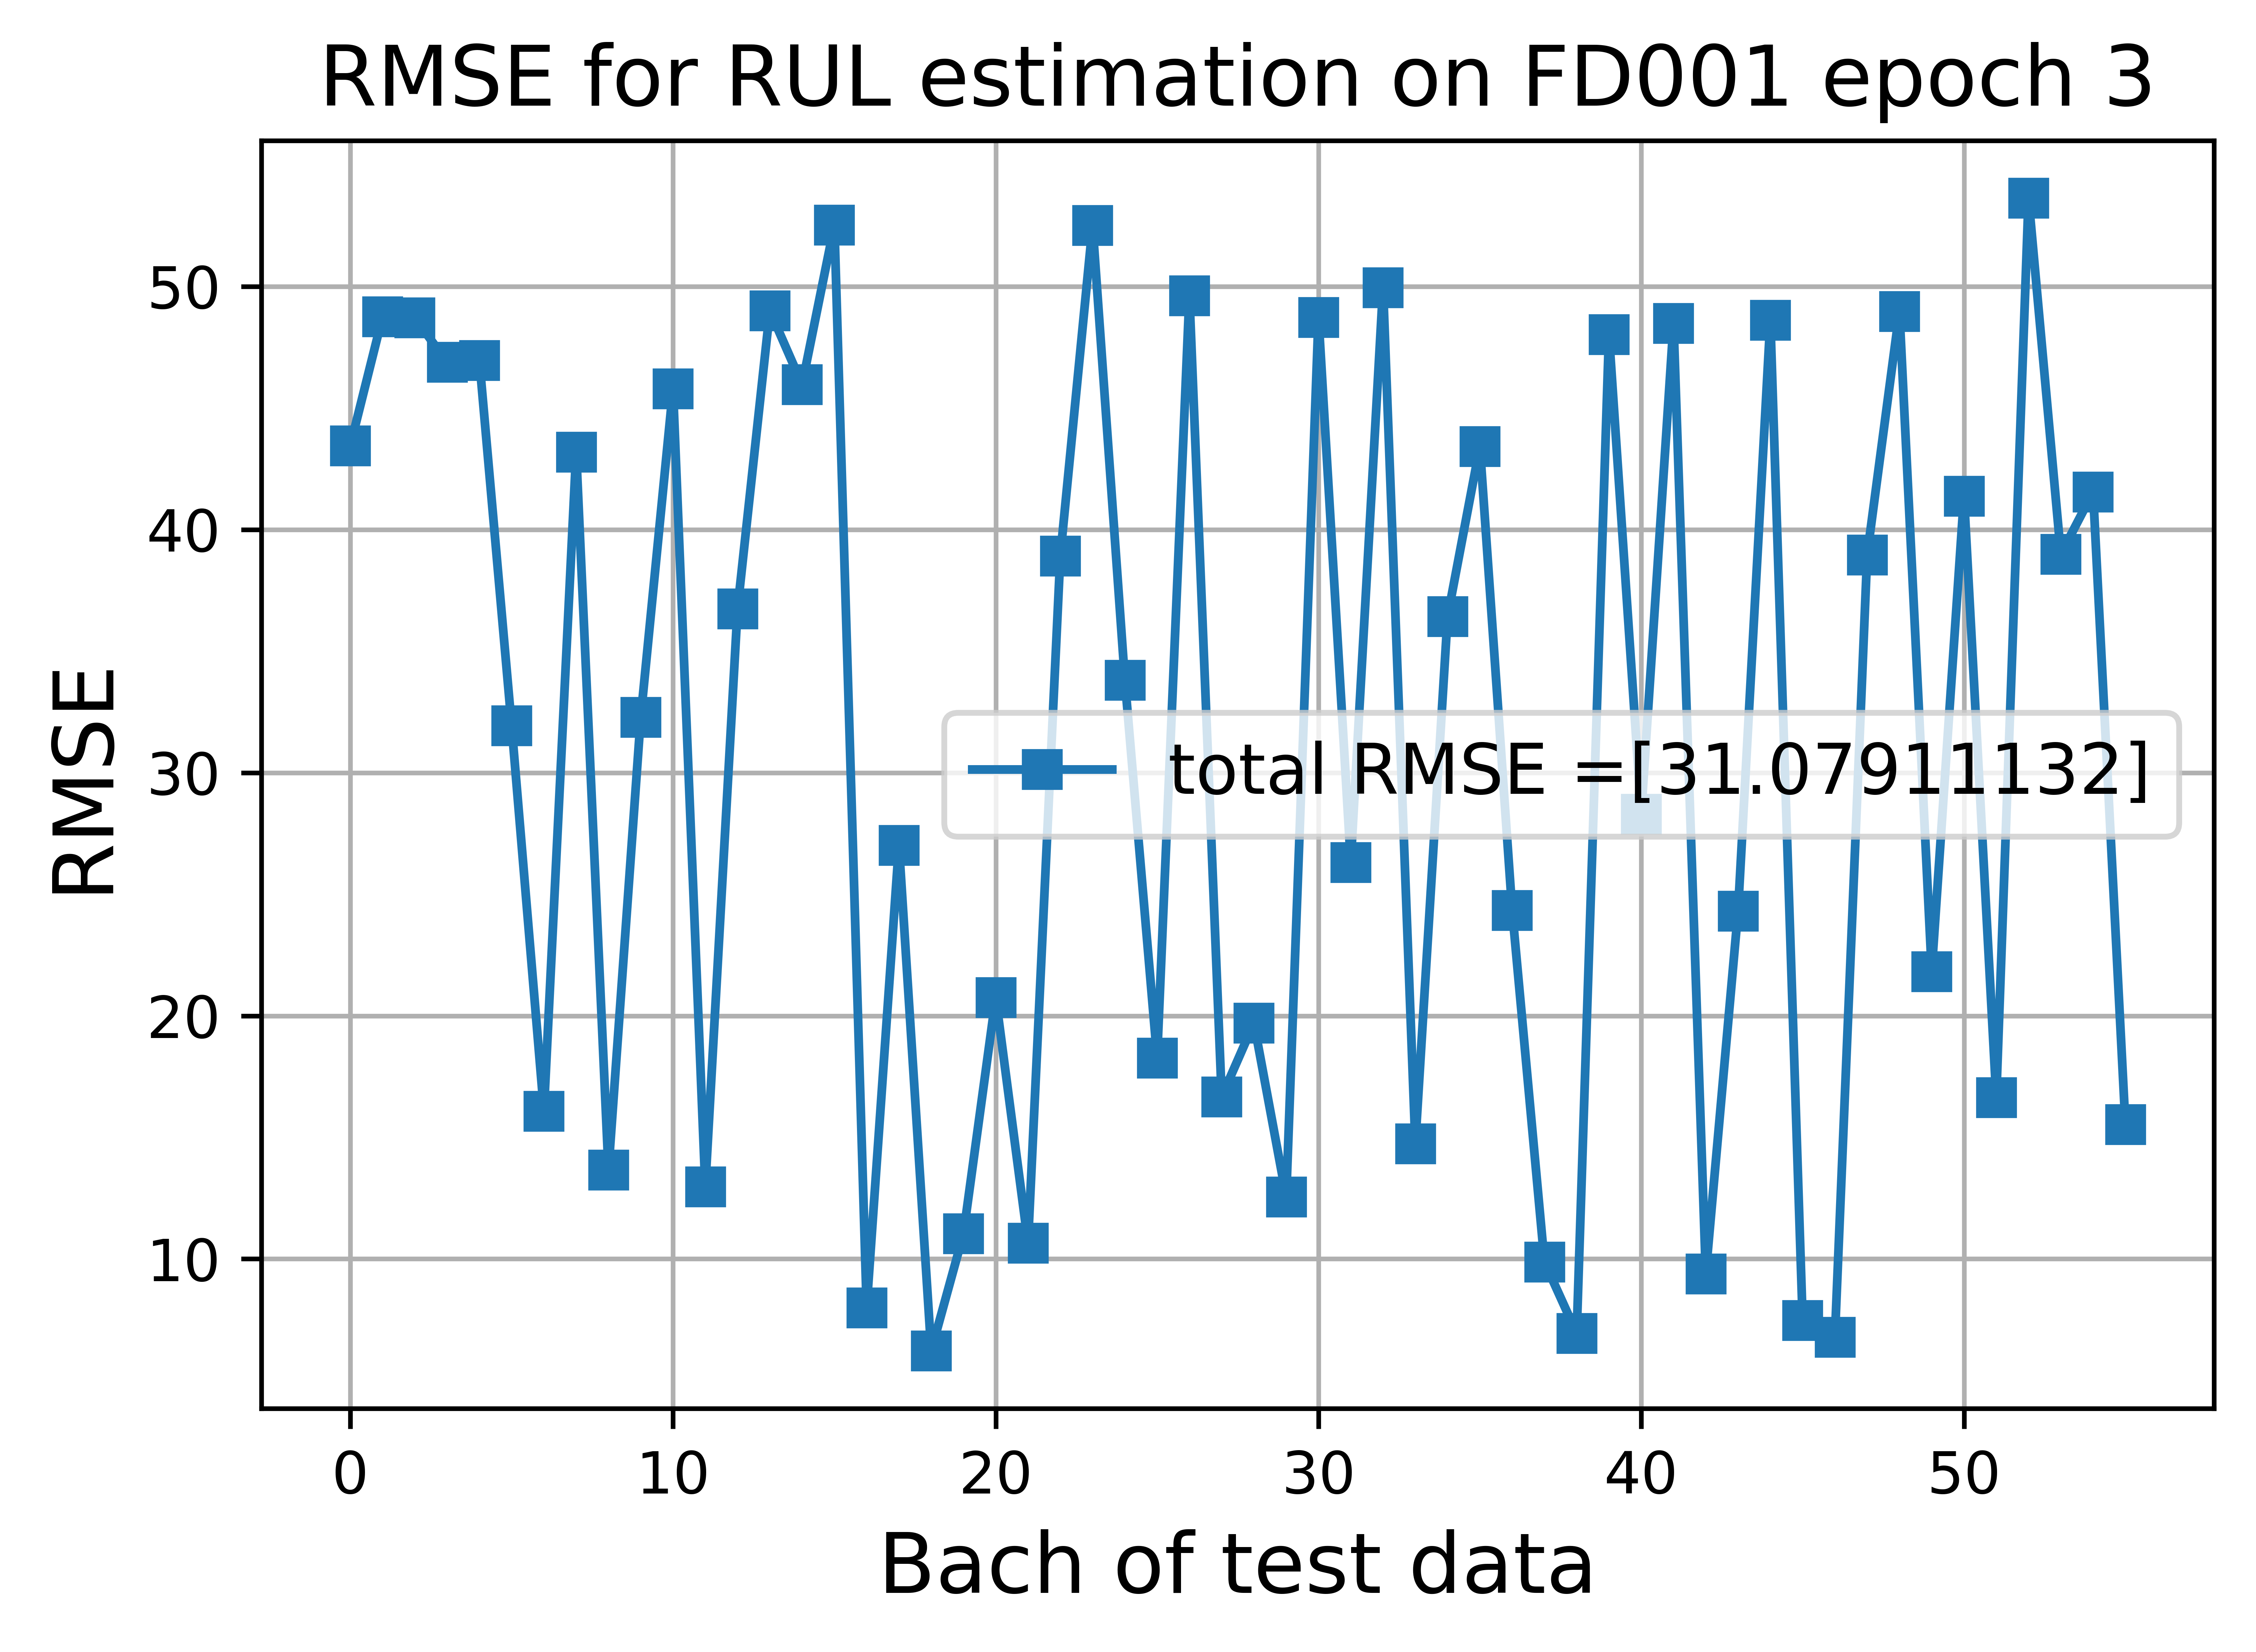 RMSE for RUL estimation on FD001 epoch 3
RMSE
50
40
30
20
10
total RMSE =[31.07911132]
0 10 20 30 40 50
Bach of test data